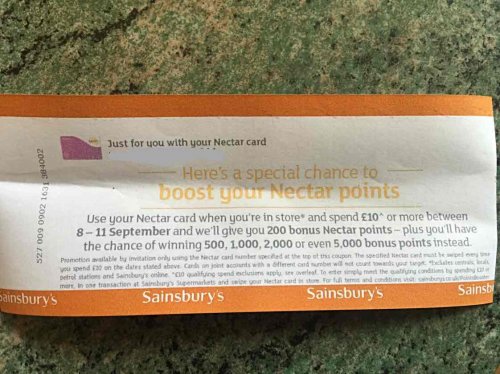 Just for you with your Nectar card
527 009 0902 1631 384002
Here's a special chance to
boost your Nectar points
Use your Nectar card when you're in store* and spend £10^ or more between
8 – 11 September and we'll give you 200 bonus Nectar points – plus you'll have
the chance of winning 500, 1,000, 2,000 or even 5,000 bonus points instead.
Promotion available by invitation only using the Nectar card number specified at the top of this coupon. The specified Nectar card must be swiped every time
you spend £10 on the dates stated above. Cards on joint accounts with a different card number will not count towards your target. *Excludes centrals, locals,
petrol stations and Sainsbury's online. ^£10 qualifying spend exclusions apply, see overleaf. To enter simply meet the qualifying conditions by spending £10 or
more, in one transaction at Sainsbury's Supermarkets and swipe your Nectar card in store. For full terms and conditions visit:
ainsbury's Sainsbury's Sainsbury's Sainsb